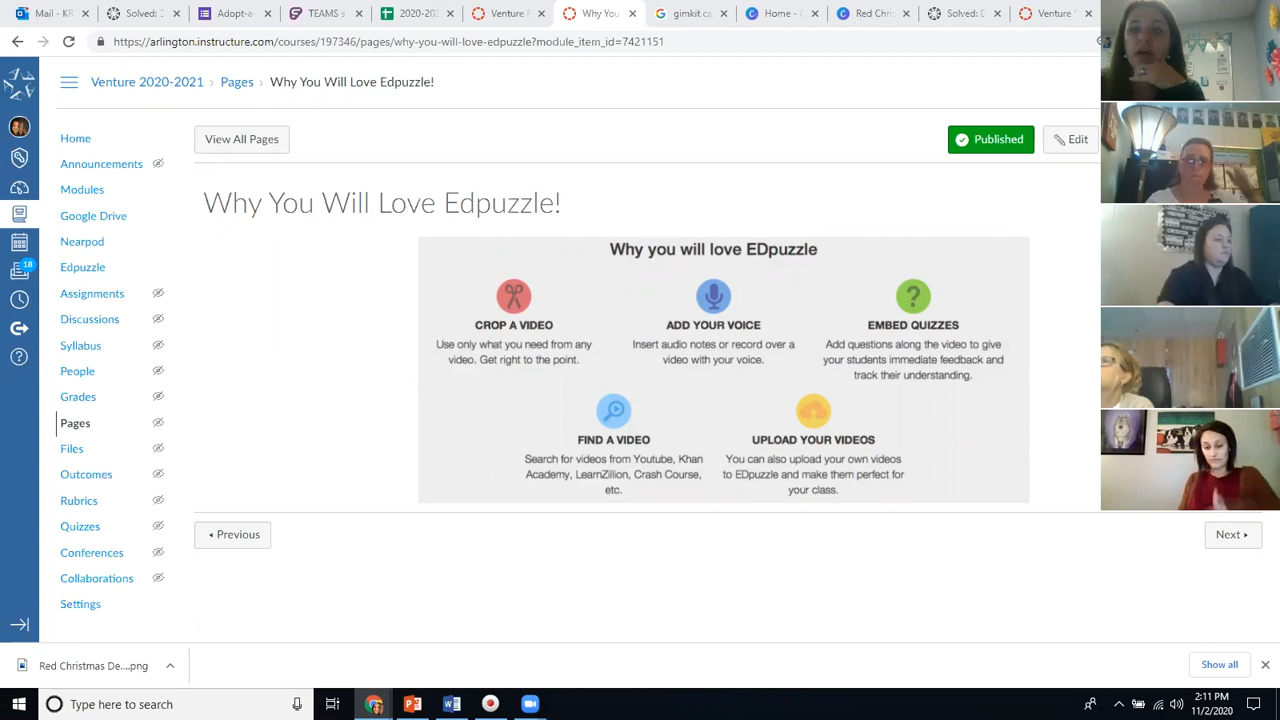 Mail - KR
Solved: 
Adopt-a
TEAMS s
2020-20
Venture
Why You
gimkit.ca
Home - 
Red Chris
Solved: D
Venture
https://arlington.instructure.com/courses/197346/pages/why-you-will-love-edpuzzle?module_item_id=7421151
Venture 2020-2021 › Pages › Why You Will Love Edpuzzle!
Home
Announcements
Modules
Google Drive
Nearpod
Edpuzzle
18
Assignments
Discussions
Syllabus
People
Grades
Pages
Files
Outcomes
Rubrics
Quizzes
Conferences
Collaborations
Settings
View All Pages
Published
Edit
Why You Will Love Edpuzzle!
Why you will love EDpuzzle
CROP A VIDEO
Use only what you need from any
video. Get right to the point.
ADD YOUR VOICE
Insert audio notes or record over a
video with your voice.
EMBED QUIZZES
Add questions along the video to give
your students immediate feedback and
track their understanding.
FIND A VIDEO
Search for videos from Youtube, Khan
Academy, LearnZillion, Crash Course,
etc.
UPLOAD YOUR VIDEOS
You can also upload your own videos
to EDpuzzle and make them perfect for
your class.
Previous
Next
Red Christmas De....png
Show all
Type here to search
2:11 PM
11/2/2020